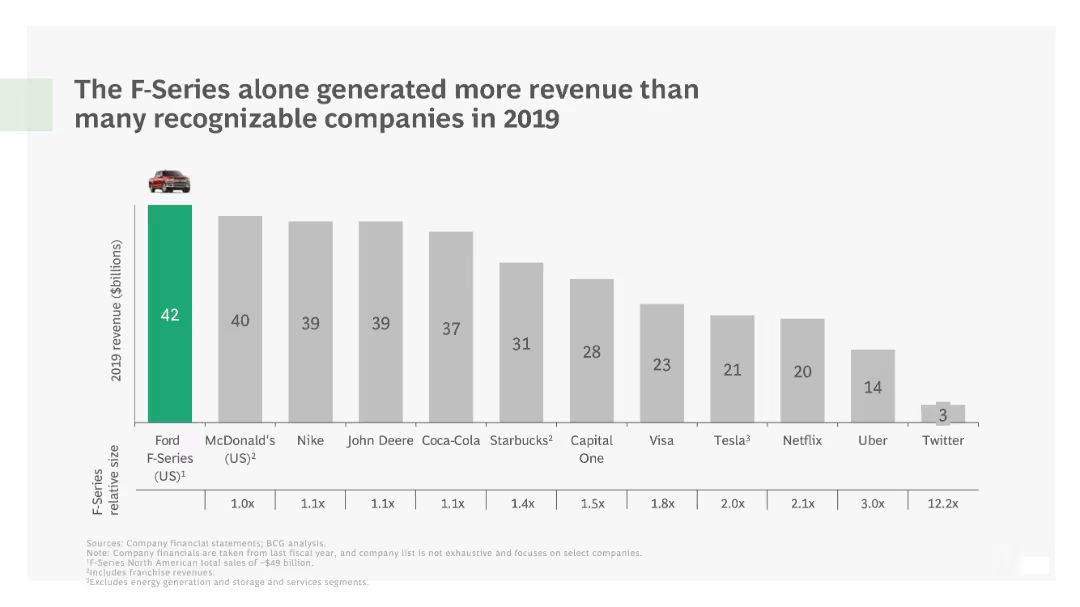 The F-Series alone generated more revenue than
many recognizable companies in 2019
2019 revenue ($billions)
42
40
39
39
37
31
28
23
21
20
14
3
Ford
F-Series
(US)¹
McDonald's
(US)²
Nike
John Deere
Coca-Cola
Starbucks²
Capital
One
Visa
Tesla³
Netflix
Uber
Twitter
F-Series
relative size
1.0x
1.1x
1.1x
1.1x
1.4x
1.5x
1.8x
2.0x
2.1x
3.0x
12.2x
Sources: Company financial statements; BCG analysis.
Note: Company financials are taken from last fiscal year, and company list is not exhaustive and focuses on select companies.
¹F-Series North American total sales of ~$49 billion.
²Includes franchise revenues.
³Excludes energy generation and storage and services segments.